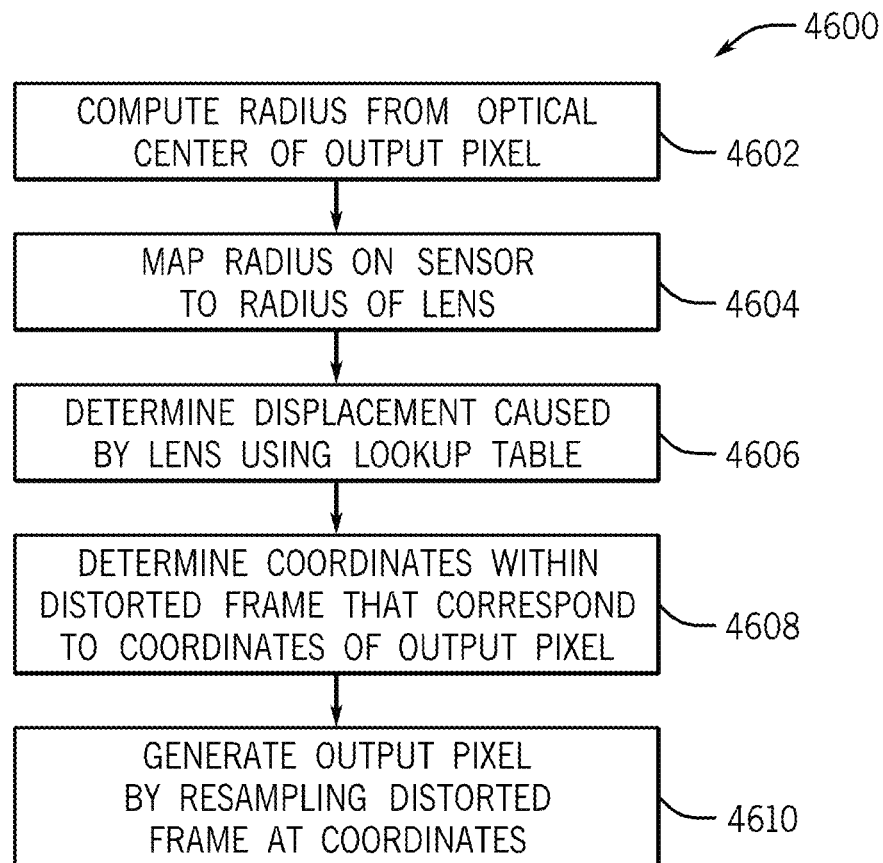 4600
COMPUTE RADIUS FROM OPTICAL
CENTER OF OUTPUT PIXEL
4602
MAP RADIUS ON SENSOR
TO RADIUS OF LENS
4604
DETERMINE DISPLACEMENT CAUSED
BY LENS USING LOOKUP TABLE
4606
DETERMINE COORDINATES WITHIN
DISTORTED FRAME THAT CORRESPOND
TO COORDINATES OF OUTPUT PIXEL
4608
GENERATE OUTPUT PIXEL
BY RESAMPLING DISTORTED
FRAME AT COORDINATES
4610